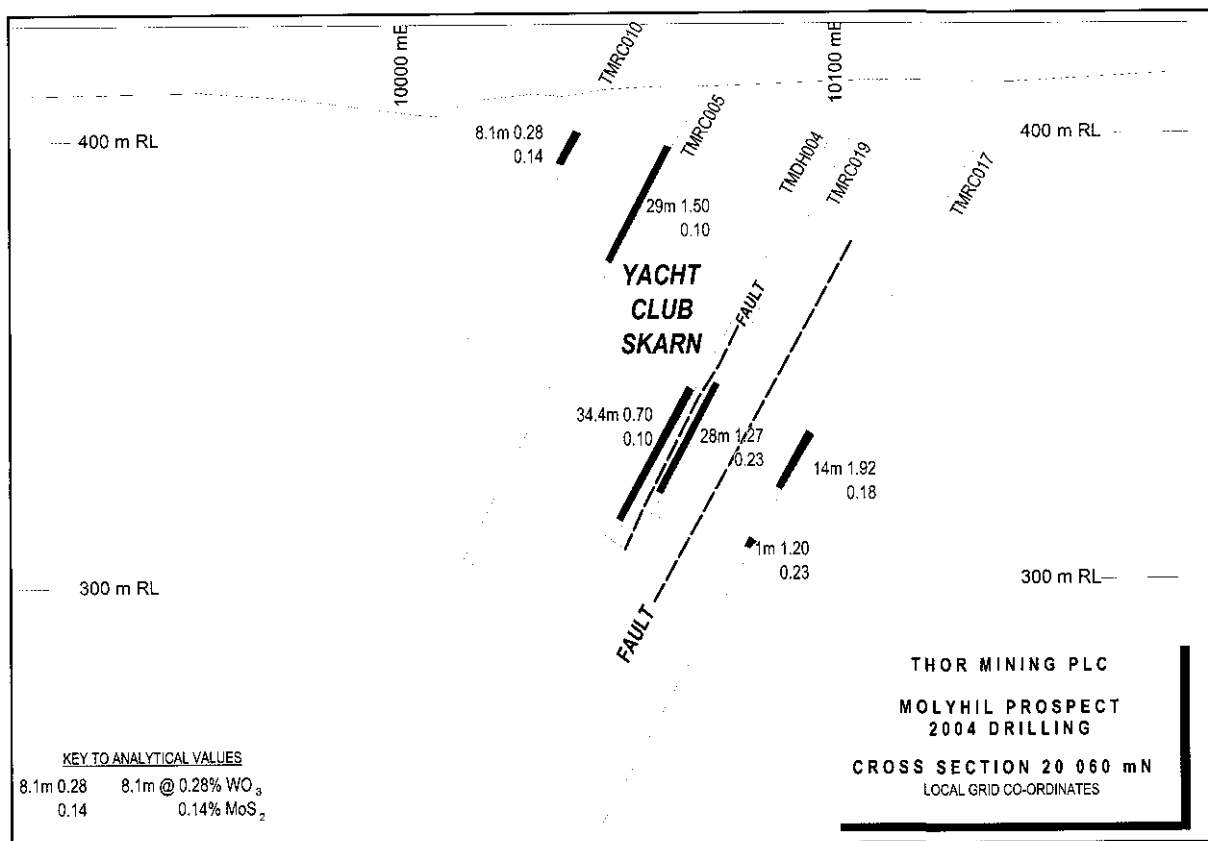 10000 mE
TMRC010
10100 mE
TMRC005
400 m RL
8.1m 0.28
0.14
400 m RL
TMDH004
TMRC019
TMRC017
29m 1.50
0.10
YACHT
CLUB
SKARN
FAULT
34.4m 0.70
0.10
28m 1.27
0.23
14m 1.92
0.18
1m 1.20
0.23
300 m RL
300 m RL
FAULT
THOR MINING PLC
MOLYHIL PROSPECT
2004 DRILLING
CROSS SECTION 20 060 mN
LOCAL GRID CO-ORDINATES
KEY TO ANALYTICAL VALUES
8.1m 0.28 8.1m @ 0.28% WO3
0.14 0.14% MoS2